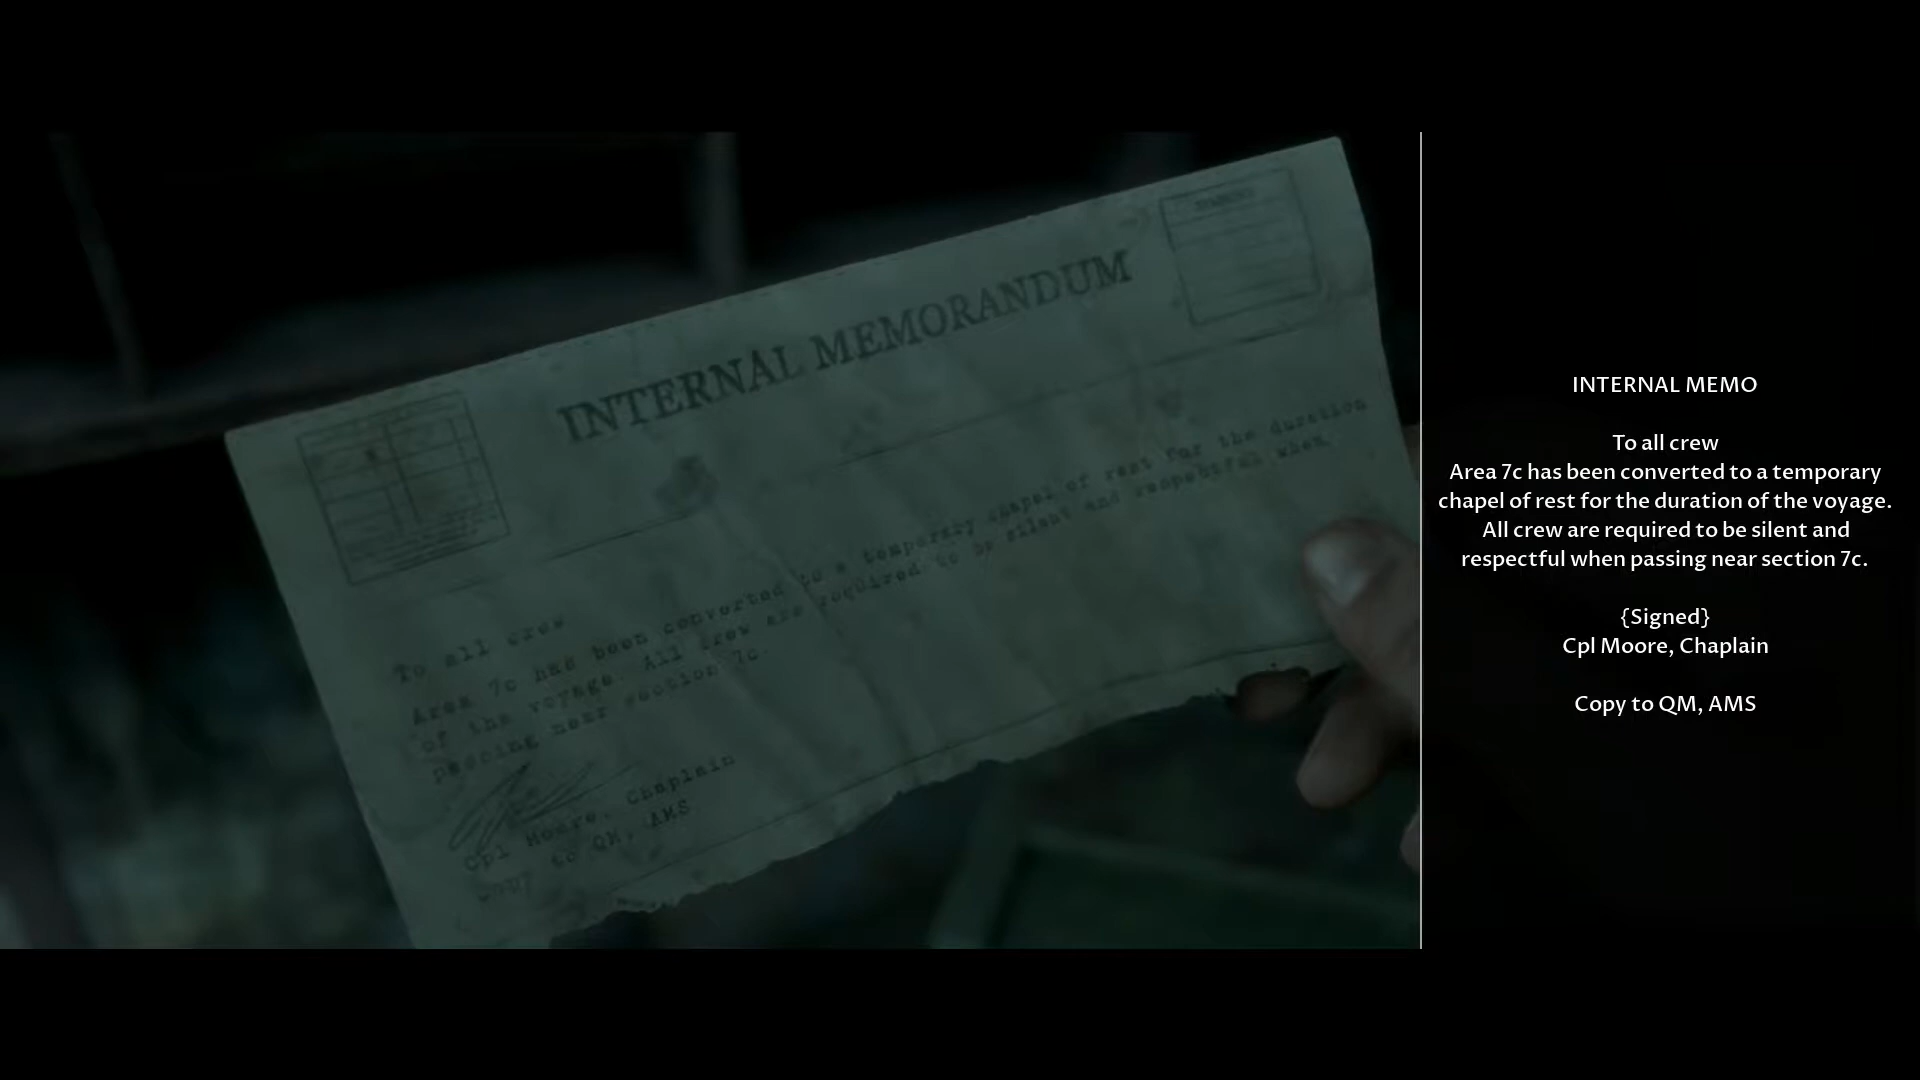 INTERNAL MEMORANDUM
To all crew
Area 7c has been converted to a temporary chapel of rest for the duration
of the voyage. All crew are required to be silent and respectful when
passing near section 7c.
Cpl Moore, Chaplain
Copy to QM, AMS
INTERNAL MEMO
To all crew
Area 7c has been converted to a temporary
chapel of rest for the duration of the voyage.
All crew are required to be silent and
respectful when passing near section 7c.
{Signed}
Cpl Moore, Chaplain
Copy to QM, AMS